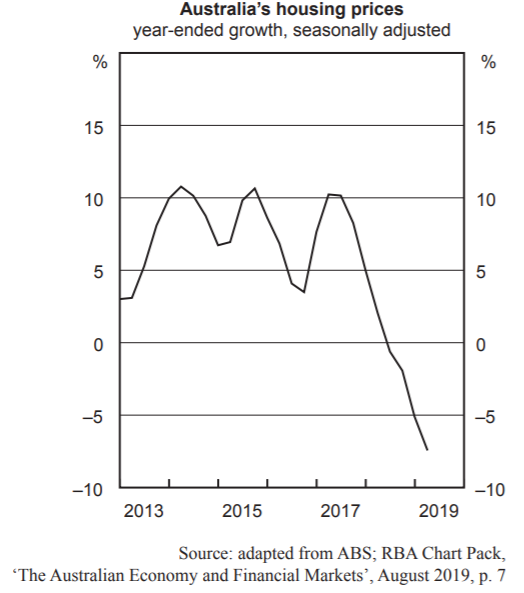 Australia's housing prices
year-ended growth, seasonally adjusted
% %
15 15
10 10
5 5
0 0
–5 –5
–10 –10
2013 2015 2017 2019
Source: adapted from ABS; RBA Chart Pack,
‘The Australian Economy and Financial Markets’, August 2019, p. 7